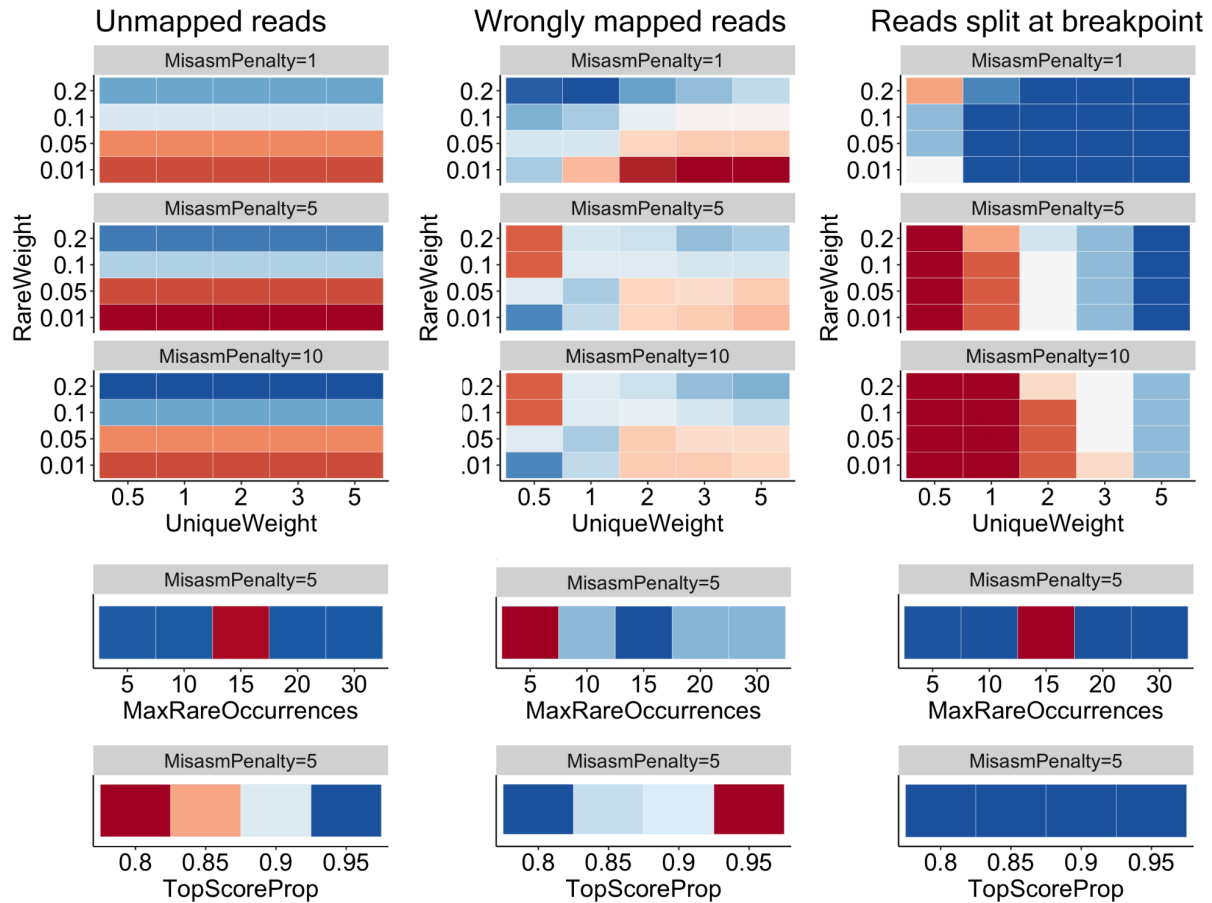 Unmapped reads
MisasmPenalty=1
0.2
0.1
0.05
0.01
MisasmPenalty=5
0.2
0.1
0.05
0.01
MisasmPenalty=10
0.2
0.1
0.05
0.01
RareWeight
0.5 1 2 3 5
UniqueWeight
MisasmPenalty=5
5 10 15 20 30
MaxRareOccurrences
MisasmPenalty=5
0.8 0.85 0.9 0.95
TopScoreProp
Wrongly mapped reads
MisasmPenalty=1
0.2
0.1
0.05
0.01
MisasmPenalty=5
0.2
0.1
0.05
0.01
MisasmPenalty=10
0.2
).1
.05
.01
RareWeight
0.5 1 2 3 5
UniqueWeight
MisasmPenalty=5
5 10 15 20 30
MaxRareOccurrences
MisasmPenalty=5
0.8 0.85 0.9 0.95
TopScoreProp
Reads split at breakpoint
MisasmPenalty=1
0.2
0.1
0.05
0.01
MisasmPenalty=5
0.2
0.1
0.05
0.01
MisasmPenalty=10
0.2
0.1
0.05
0.01
RareWeight
0.5 1 2 3 5
UniqueWeight
MisasmPenalty=5
5 10 15 20 30
MaxRareOccurrences
MisasmPenalty=5
0.8 0.85 0.9 0.95
TopScoreProp